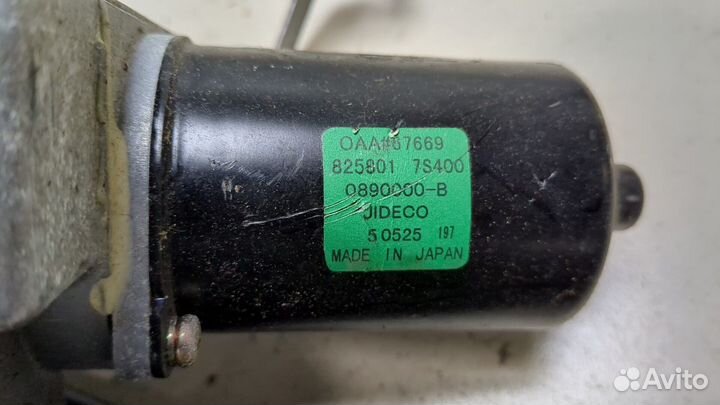 OAA#67669
825801 7S400
0890000-B
JIDECO
50525 197
MADE IN JAPAN
Avito